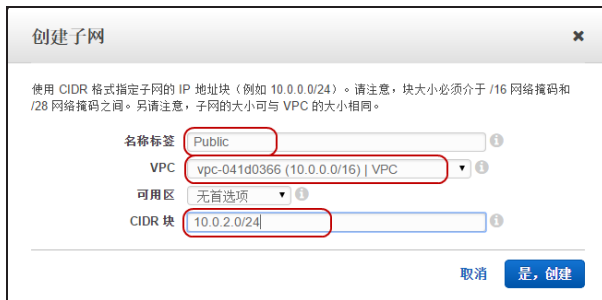 创建子网 ×
使用 CIDR 格式指定子网的 IP 地址块（例如 10.0.0.0/24）。请注意，块大小必须介于 /16 网络掩码和
/28 网络掩码之间。另请注意，子网的大小可与 VPC 的大小相同。
名称标签 Public
VPC vpc-041d0366 (10.0.0.0/16) | VPC
可用区 无首选项
CIDR 块 10.0.2.0/24
取消 是，创建